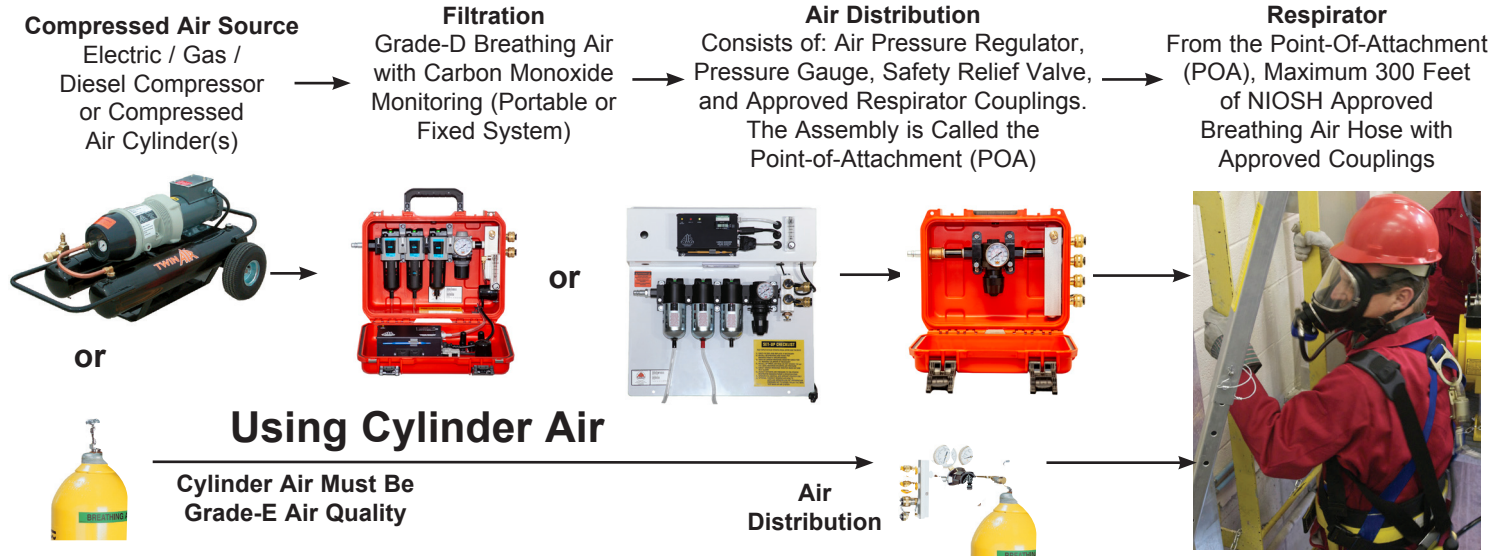 Compressed Air Source
Electric / Gas /
Diesel Compressor
or Compressed
Air Cylinder(s)
Filtration
Grade-D Breathing Air
with Carbon Monoxide
Monitoring (Portable or
Fixed System)
Air Distribution
Consists of: Air Pressure Regulator,
Pressure Gauge, Safety Relief Valve,
and Approved Respirator Couplings.
The Assembly is Called the
Point-of-Attachment (POA)
Respirator
From the Point-Of-Attachment
(POA), Maximum 300 Feet
of NIOSH Approved
Breathing Air Hose with
Approved Couplings
TWIN
or
SET-UP CHECKLIST
or
Using Cylinder Air
Cylinder Air Must Be
Grade-E Air Quality
BREATHING
Air
Distribution